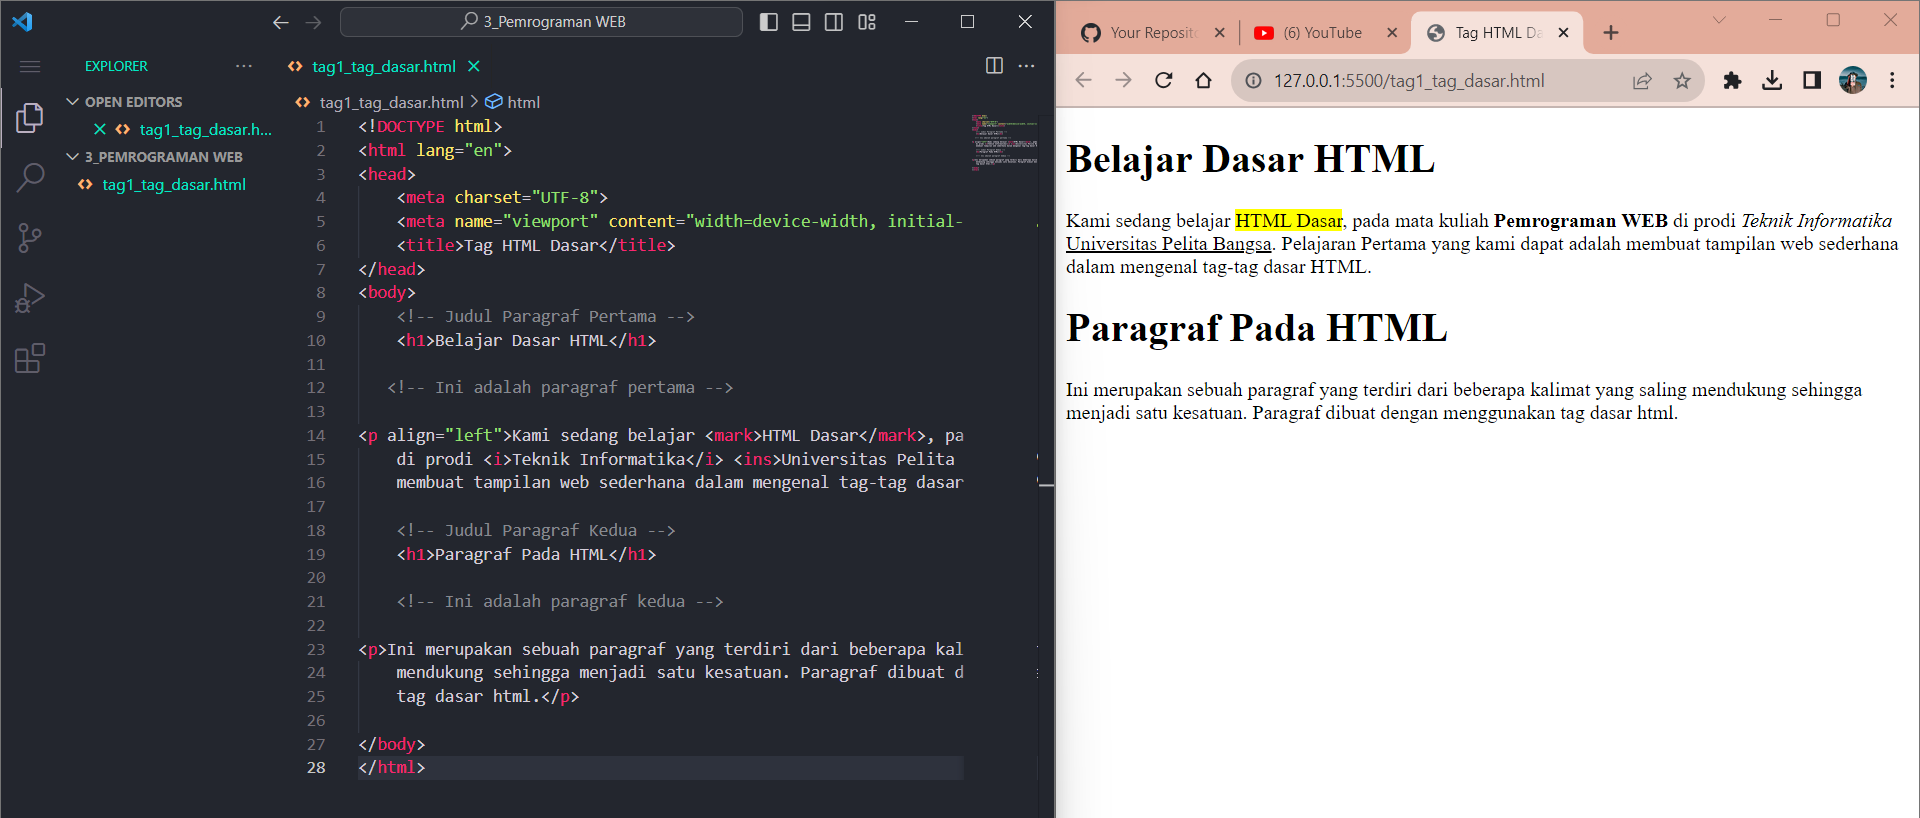 3_Pemrograman WEB
EXPLORER
tag1_tag_dasar.html
OPEN EDITORS
tag1_tag_dasar.h...
3_PEMROGRAMAN WEB
tag1_tag_dasar.html
tag1_tag_dasar.html > html
1 <!DOCTYPE html>
2 <html lang="en">
3 <head>
4 <meta charset="UTF-8">
5 <meta name="viewport" content="width=device-width, initial-
6 <title>Tag HTML Dasar</title>
7 </head>
8 <body>
9 <!-- Judul Paragraf Pertama -->
10 <h1>Belajar Dasar HTML</h1>
11
12 <!-- Ini adalah paragraf pertama -->
13
14 <p align="left">Kami sedang belajar <mark>HTML Dasar</mark>, pa
15 di prodi <i>Teknik Informatika</i> <ins>Universitas Pelita
16 membuat tampilan web sederhana dalam mengenal tag-tag dasar
17
18 <!-- Judul Paragraf Kedua -->
19 <h1>Paragraf Pada HTML</h1>
20
21 <!-- Ini adalah paragraf kedua -->
22
23 <p>Ini merupakan sebuah paragraf yang terdiri dari beberapa kal
24 mendukung sehingga menjadi satu kesatuan. Paragraf dibuat d
25 tag dasar html.</p>
26
27 </body>
28 </html>
Your Reposito
(6) YouTube
Tag HTML Da
127.0.0.1:5500/tag1_tag_dasar.html
Belajar Dasar HTML
Kami sedang belajar HTML Dasar, pada mata kuliah Pemrograman WEB di prodi Teknik Informatika
Universitas Pelita Bangsa. Pelajaran Pertama yang kami dapat adalah membuat tampilan web sederhana
dalam mengenal tag-tag dasar HTML.
Paragraf Pada HTML
Ini merupakan sebuah paragraf yang terdiri dari beberapa kalimat yang saling mendukung sehingga
menjadi satu kesatuan. Paragraf dibuat dengan menggunakan tag dasar html.